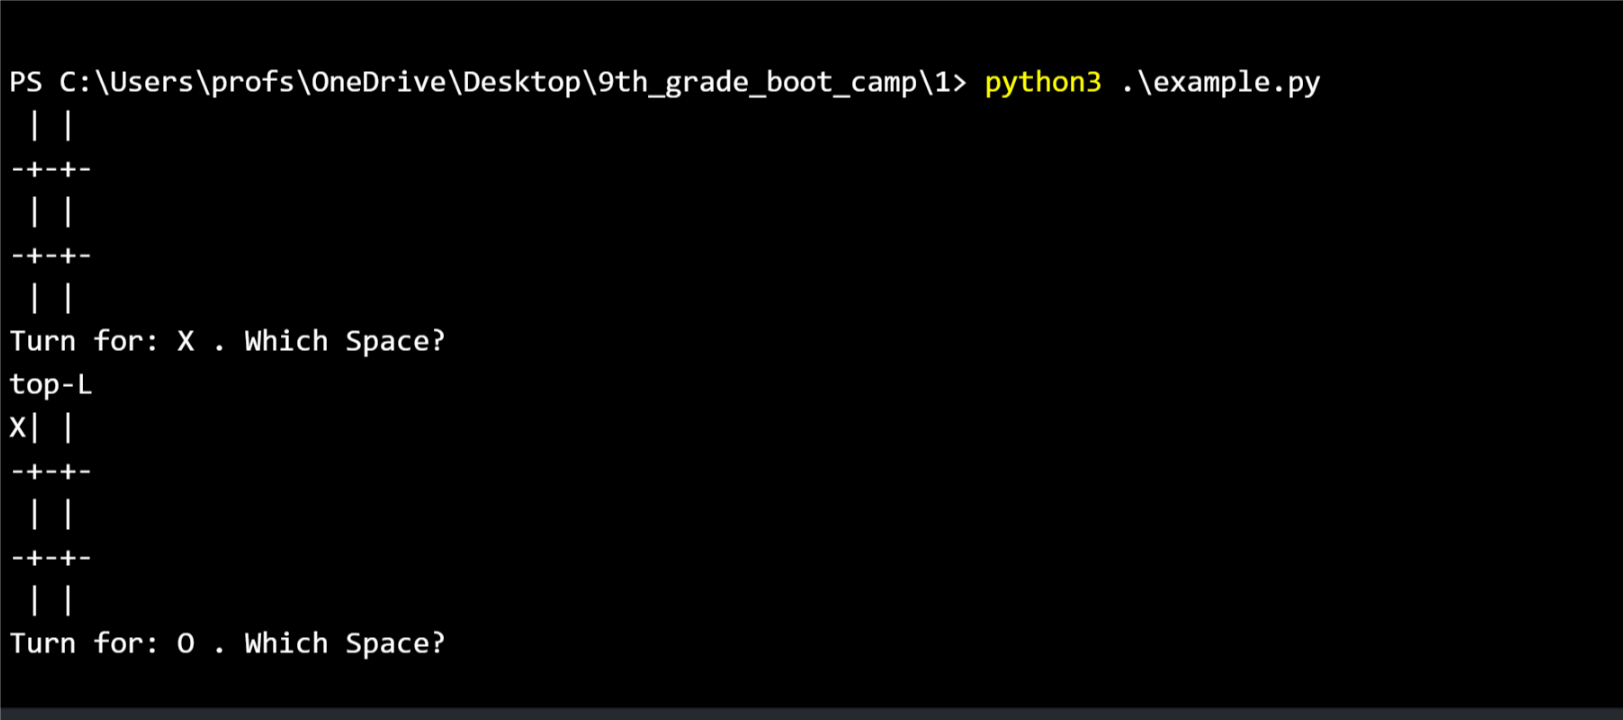 PS C:\Users\profs\OneDrive\Desktop\9th_grade_boot_camp\1> python3 .\example.py
 | |
-+-+-
 | |
-+-+-
 | |
Turn for: X . Which Space?
top-L
X| |
-+-+-
 | |
-+-+-
 | |
Turn for: O . Which Space?